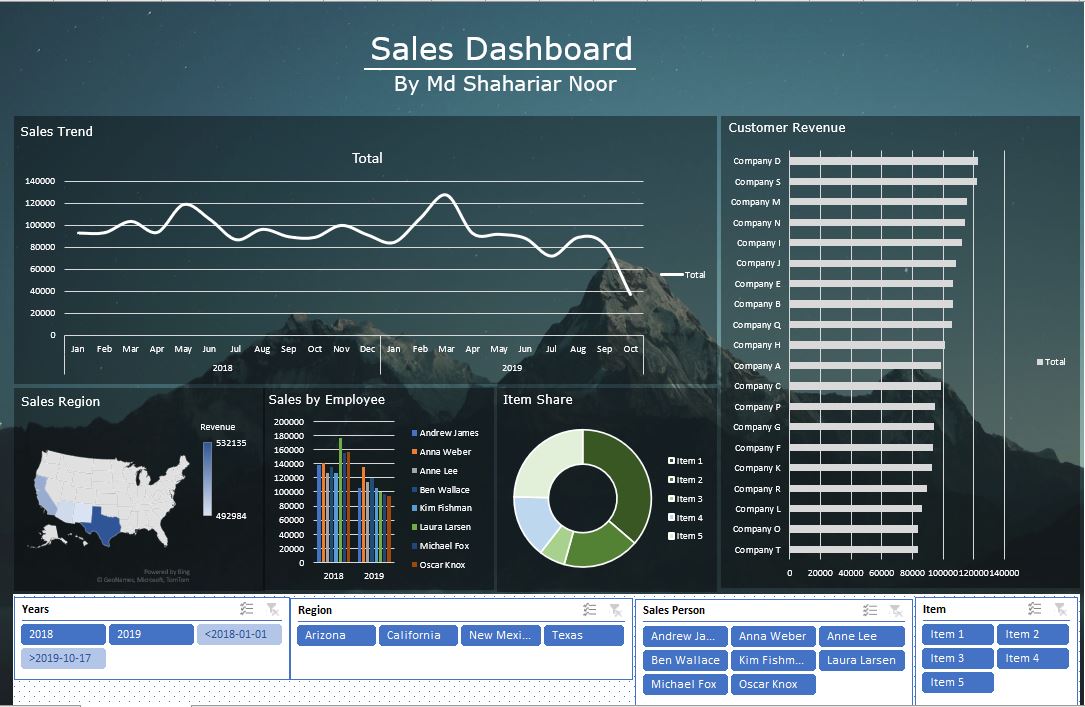 Sales Dashboard
By Md Shahariar Noor
Sales Trend
Total
140000
120000
100000
80000
60000
40000
20000
0
Jan Feb Mar Apr May Jun Jul Aug Sep Oct Nov Dec Jan Feb Mar Apr May Jun Jul Aug Sep Oct
2018 2019
Total
Customer Revenue
Company D
Company S
Company M
Company N
Company I
Company J
Company E
Company B
Company Q
Company H
Company A
Company C
Company P
Company G
Company F
Company K
Company R
Company L
Company O
Company T
0 20000 40000 60000 80000 100000 120000 140000
Total
Sales Region
Revenue
532135
492984
Powered by Bing
© GeoNames, Microsoft, TomTom
Sales by Employee
200000
180000
160000
140000
120000
100000
80000
60000
40000
20000
0
2018 2019
Andrew James
Anna Weber
Anne Lee
Ben Wallace
Kim Fishman
Laura Larsen
Michael Fox
Oscar Knox
Item Share
Item 1
Item 2
Item 3
Item 4
Item 5
Years
2018 2019 <2018-01-01
>2019-10-17
Region
Arizona California New Mexi... Texas
Sales Person
Andrew Ja... Anna Weber Anne Lee
Ben Wallace Kim Fishm... Laura Larsen
Michael Fox Oscar Knox
Item
Item 1 Item 2
Item 3 Item 4
Item 5